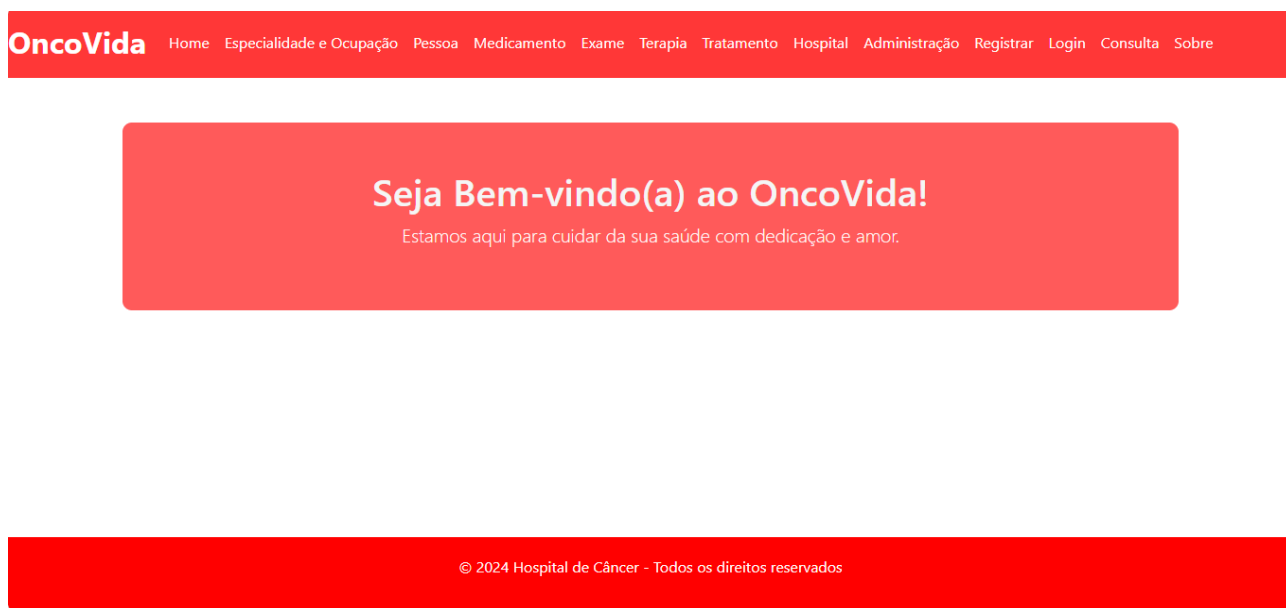 OncoVida Home Especialidade e Ocupação Pessoa Medicamento Exame Terapia Tratamento Hospital Administração Registrar Login Consulta Sobre
Seja Bem-vindo(a) ao OncoVida!
Estamos aqui para cuidar da sua saúde com dedicação e amor.
© 2024 Hospital de Câncer - Todos os direitos reservados